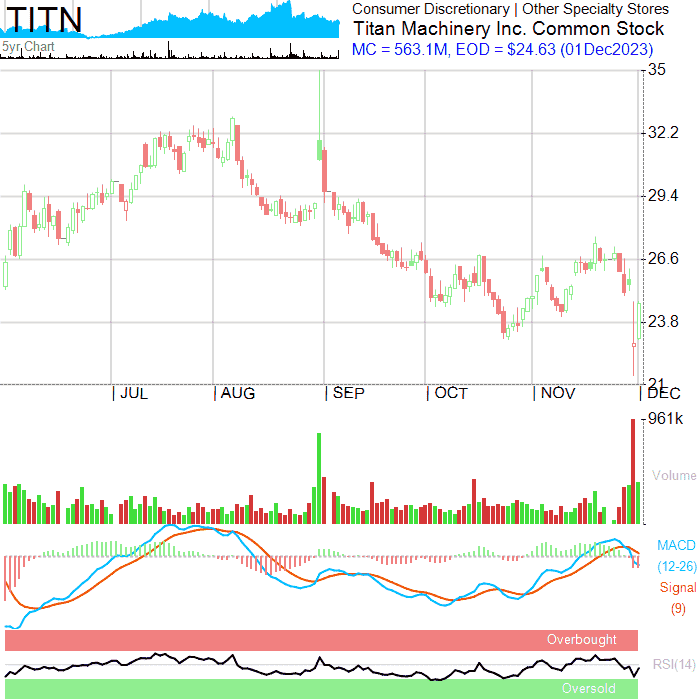 TITN
5yr Chart
Consumer Discretionary | Other Specialty Stores
Titan Machinery Inc. Common Stock
MC = 563.1M, EOD = $24.63 (01Dec2023)
35
32.2
29.4
26.6
23.8
21
JUL
AUG
SEP
OCT
NOV
DEC
961k
Volume
MACD
(12-26)
Signal
(9)
Overbought
RSI(14)
Oversold